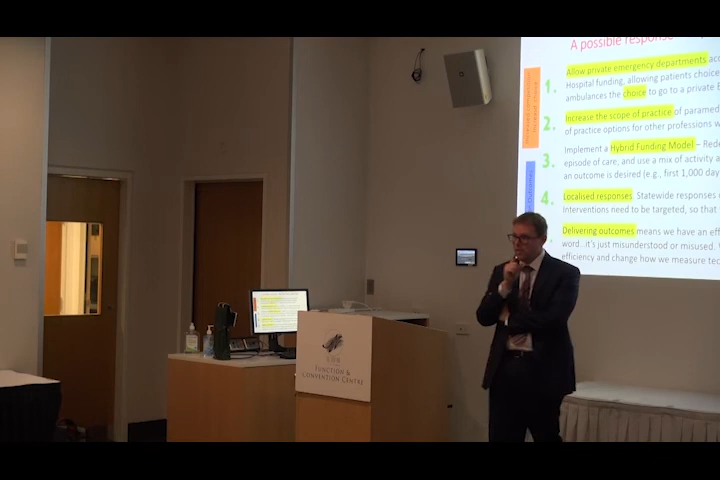 A possible response
Allow private emergency departments
Hospital funding, allowing patients choice
ambulances the choice to go to a private
Increase the scope of practice of paramed
of practice options for other professions w
Implement a Hybrid Funding Model – Rede
episode of care, and use a mix of activity a
an outcome is desired (e.g., first 1,000 day
Localised responses. Statewide responses
Interventions need to be targeted, so that
Delivering outcomes means we have an eff
word...it's just misunderstood or misused.
efficiency and change how we measure tec
1.
2.
3.
4.
Function &
Convention Centre